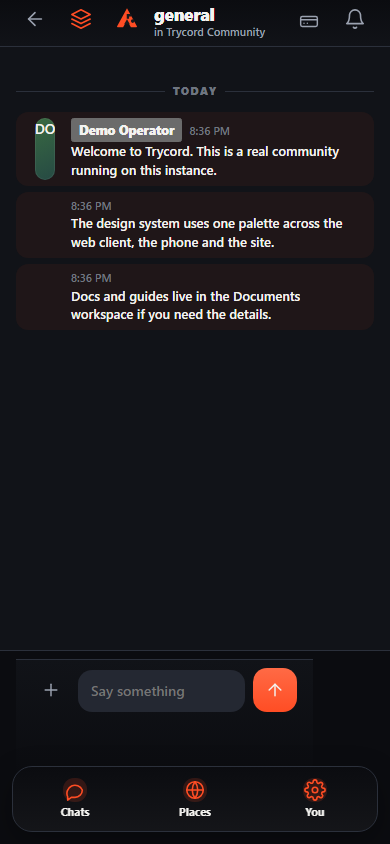 general
in Trycord Community
TODAY
DO
Demo Operator 8:36 PM
Welcome to Trycord. This is a real community
running on this instance.
8:36 PM
The design system uses one palette across the
web client, the phone and the site.
8:36 PM
Docs and guides live in the Documents
workspace if you need the details.
Say something
Chats Places You